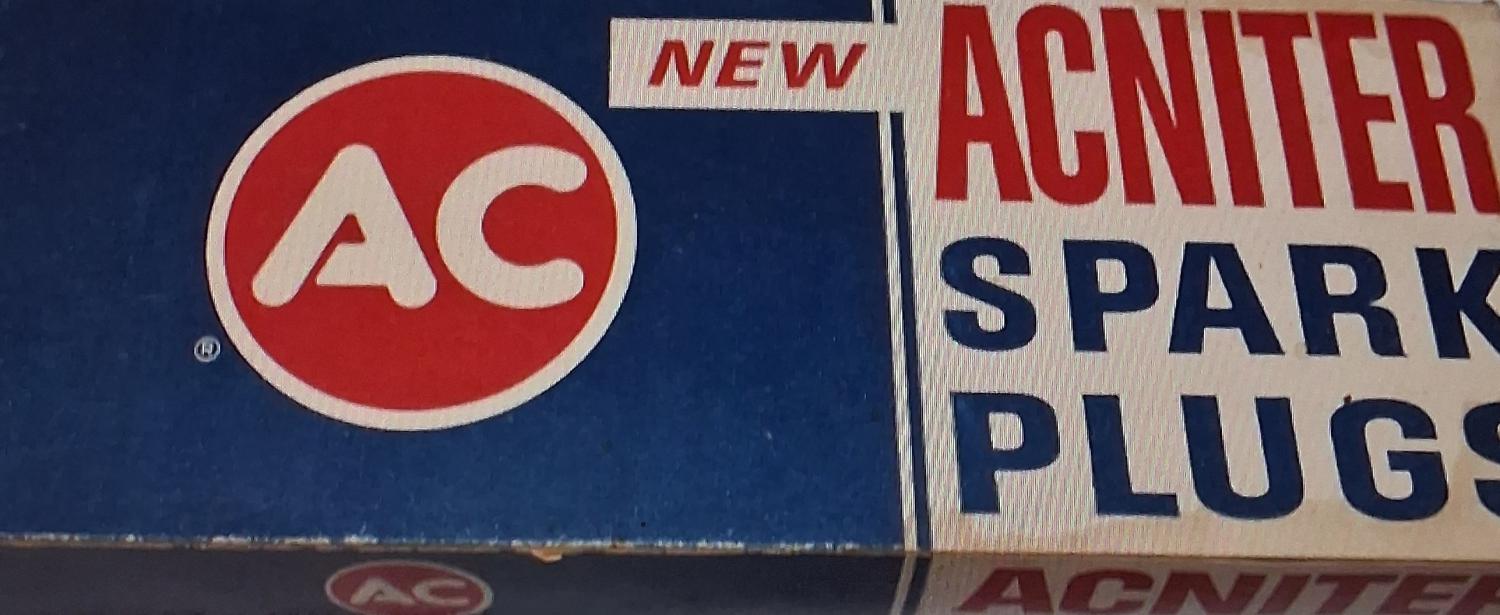 AC
®
NEW
ACNITER
SPARK
PLUGS
AC
ACNITER